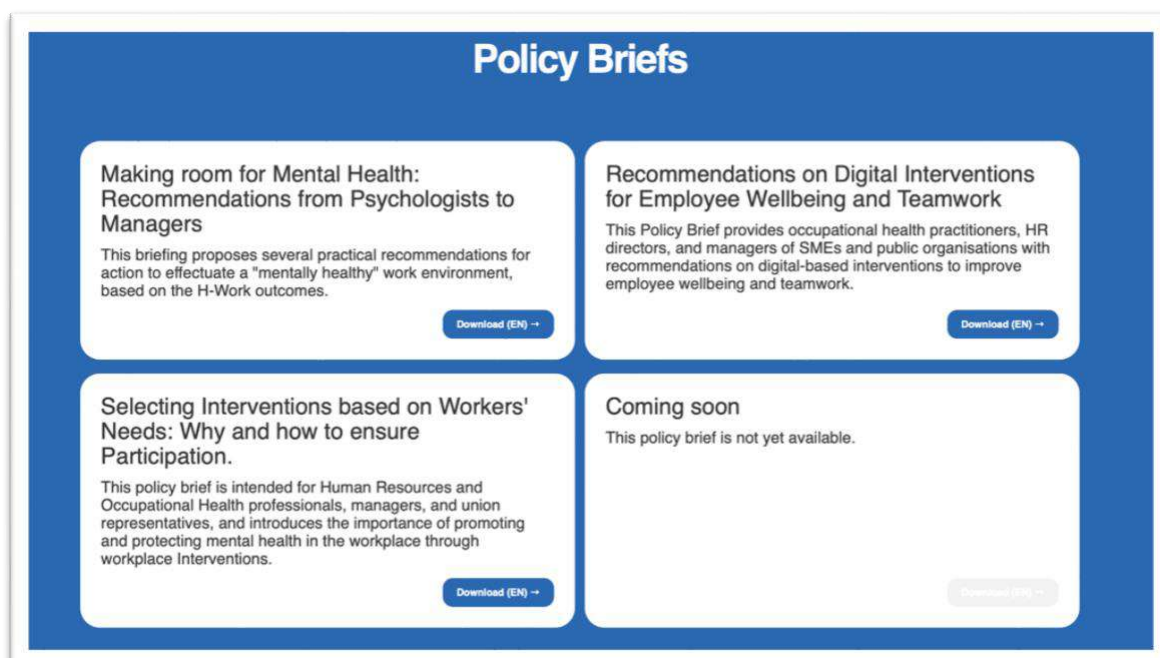 Policy Briefs
Making room for Mental Health:
Recommendations from Psychologists to
Managers
This briefing proposes several practical recommendations for
action to effectuate a "mentally healthy" work environment,
based on the H-Work outcomes.
Download (EN) →
Recommendations on Digital Interventions
for Employee Wellbeing and Teamwork
This Policy Brief provides occupational health practitioners, HR
directors, and managers of SMEs and public organisations with
recommendations on digital-based interventions to improve
employee wellbeing and teamwork.
Download (EN) →
Selecting Interventions based on Workers'
Needs: Why and how to ensure
Participation.
This policy brief is intended for Human Resources and
Occupational Health professionals, managers, and union
representatives, and introduces the importance of promoting
and protecting mental health in the workplace through
workplace Interventions.
Download (EN) →
Coming soon
This policy brief is not yet available.
Download (EN) →